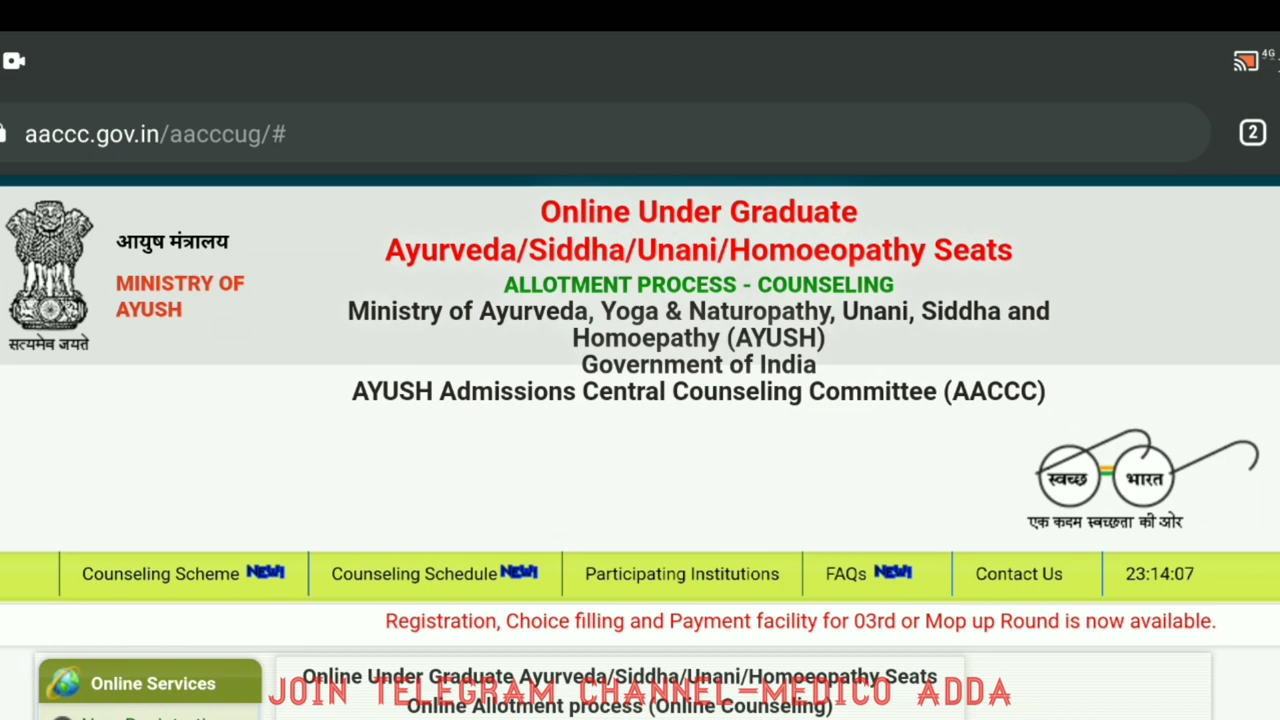 4G
aaccc.gov.in/aacccug/#
2
Online Under Graduate
Ayurveda/Siddha/Unani/Homoeopathy Seats
ALLOTMENT PROCESS - COUNSELING
Ministry of Ayurveda, Yoga & Naturopathy, Unani, Siddha and
Homoepathy (AYUSH)
Government of India
AYUSH Admissions Central Counseling Committee (AACCC)
आयुष मंत्रालय
MINISTRY OF
AYUSH
सत्यमेव जयते
स्वच्छ भारत
एक कदम स्वच्छता की ओर
Counseling Scheme NEW! Counseling Schedule NEW! Participating Institutions FAQs NEW! Contact Us 23:14:07
Registration, Choice filling and Payment facility for 03rd or Mop up Round is now available.
Online Services
Online Under Graduate Ayurveda/Siddha/Unani/Homoeopathy Seats
Online Allotment process (Online Counseling)
JOIN TELEGRAM CHANNEL-MEDICO ADDA